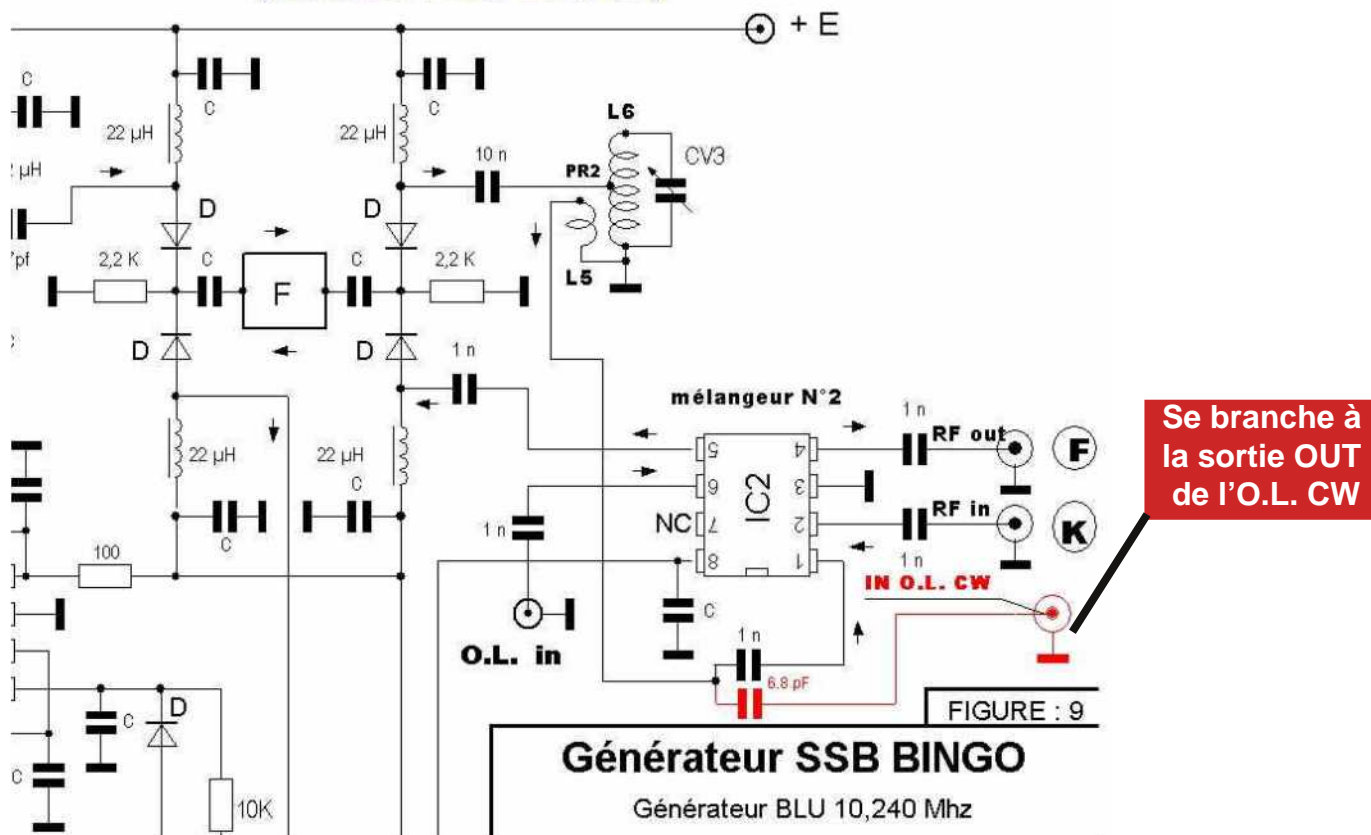 + E
C
C
C
22 µH
22 µH
L6
CV3
10 n
PR2
µH
D
D
2,2 K
C
F
C
2,2 K
L5
D
D
1 n
mélangeur N°2
1 n
RF out
F
5
4
22 µH
22 µH
C
6
3
IC2
1 n
NC
7
2
RF in
K
C
8
1
1 n
100
IN O.L. CW
C
O.L. in
1 n
6.8 pF
D
C
C
10K
FIGURE : 9
Générateur SSB BINGO
Générateur BLU 10,240 Mhz
Se branche à
la sortie OUT
de l'O.L. CW